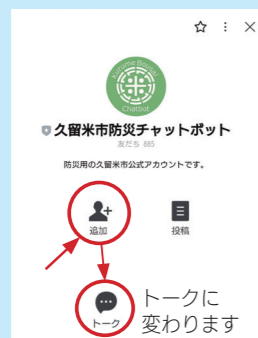 Kurume Bousai
Chatbot
久留米市防災チャットボット
友だち 885
防災用の久留米市公式アカウントです。
追加
投稿
トーク
トークに
変わります